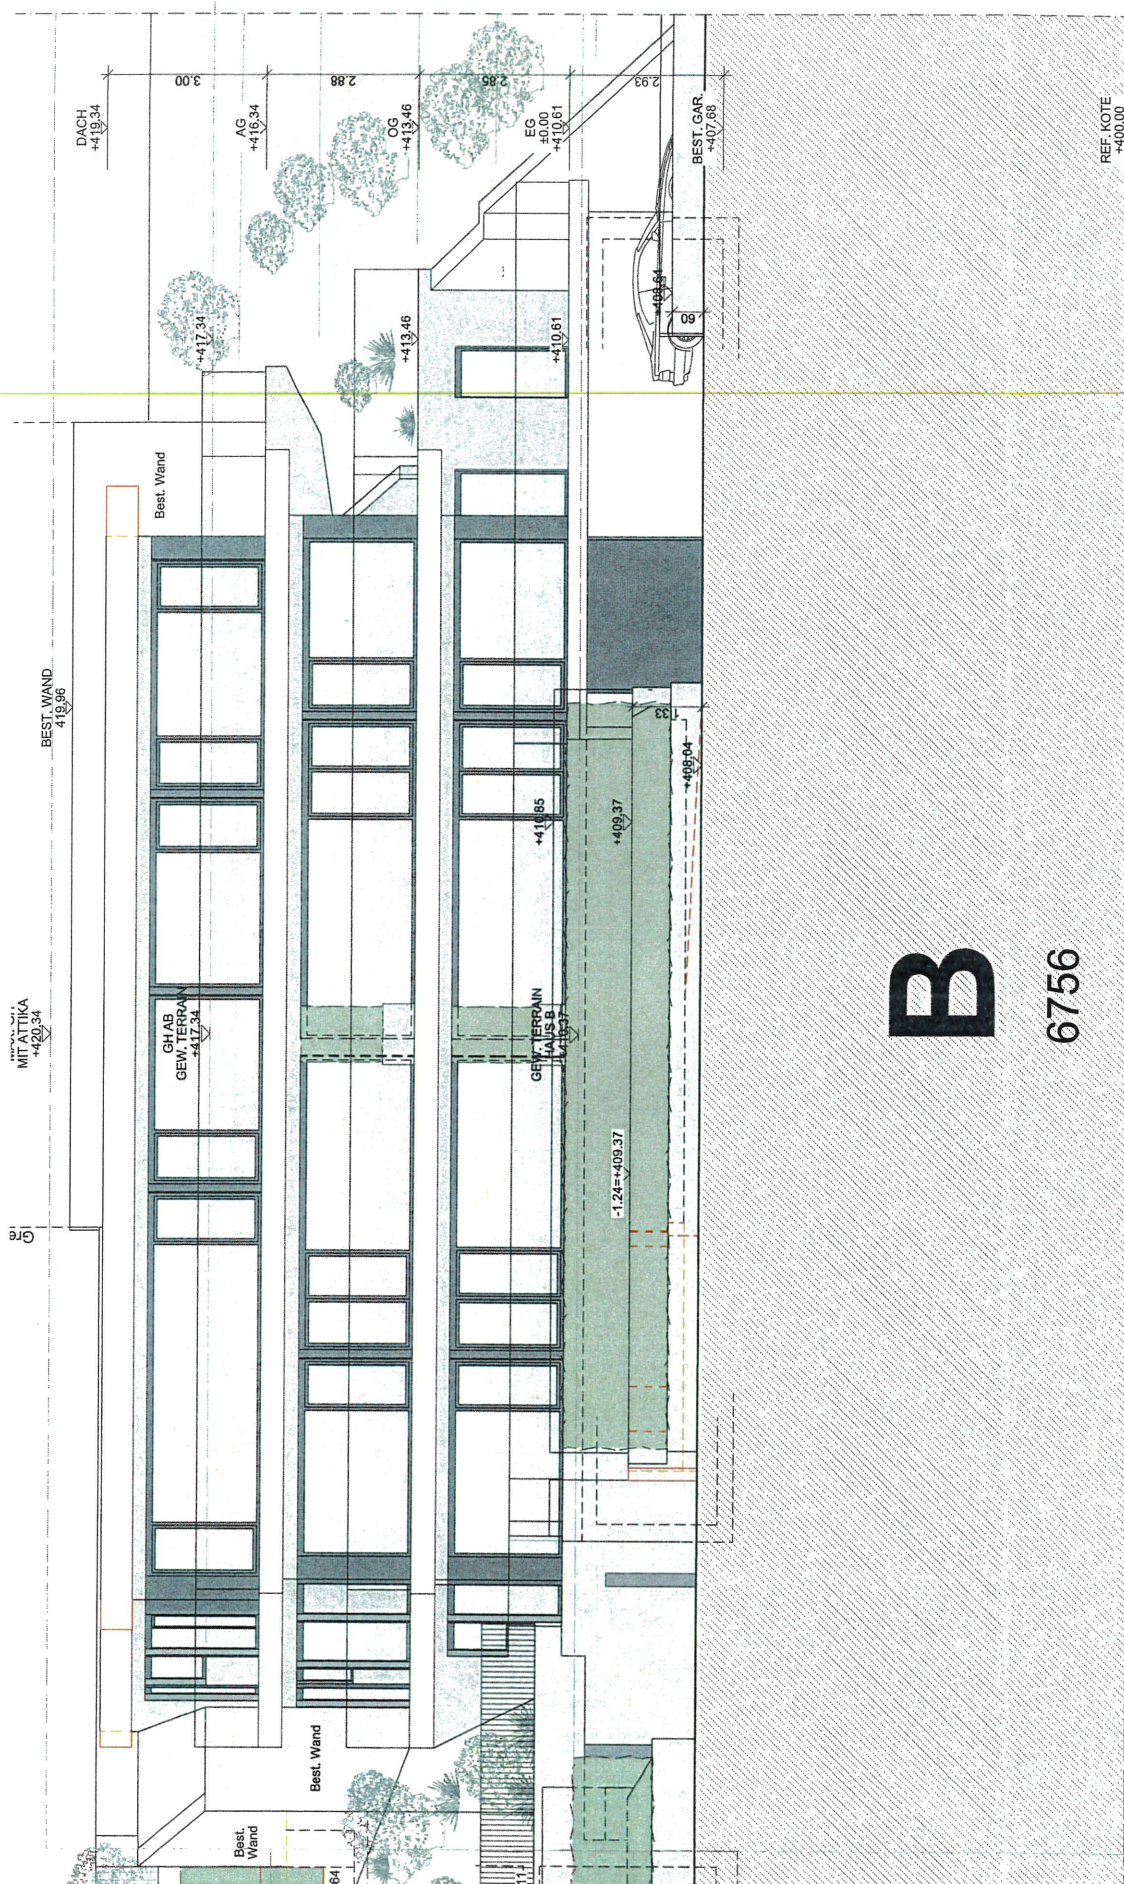 3.00
2.88
2.85
2.93
DACH
+419.34
AG
+416.34
OG
+413.46
EG
±0.00
+410.61
BEST. GAR.
+407.68
REF. KOTE
+400.00
+417.34
+413.46
+410.61
60
Best. Wand
BEST. WAND
419.96
1.33
+408.04
+410.85
+409.37
MIT ATTIKA
+420.34
GH AB
GEW. TERRAIN
+417.34
GEW. TERRAIN
HAUS B
-1.24=+409.37
B
6756
Best. Wand
Best.
Wand
64
11